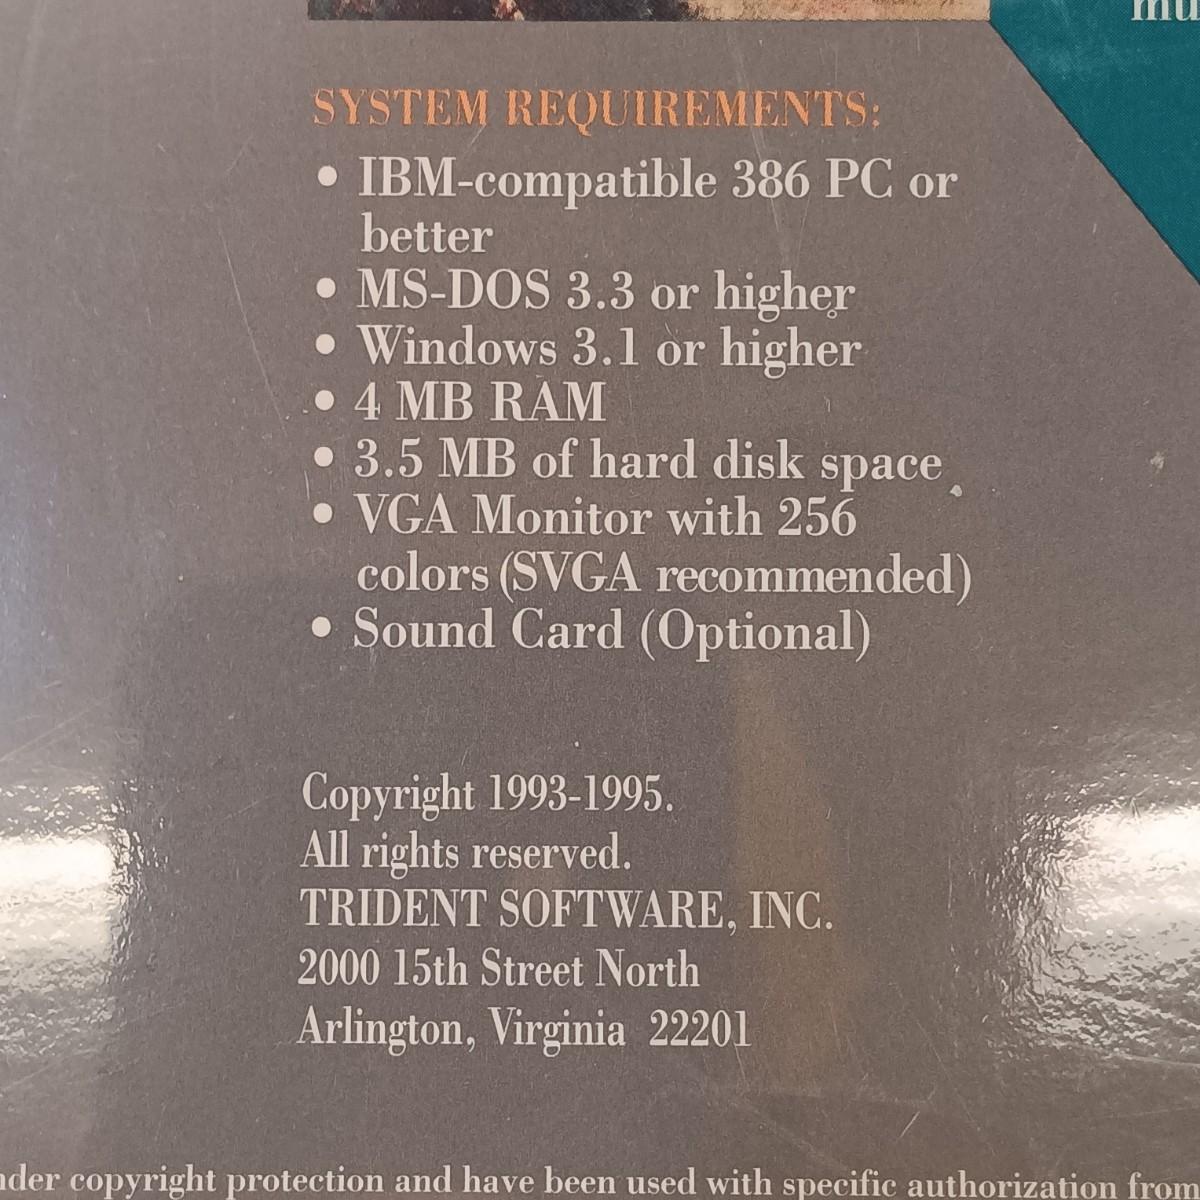 SYSTEM REQUIREMENTS:
• IBM-compatible 386 PC or
better
• MS-DOS 3.3 or higher
• Windows 3.1 or higher
• 4 MB RAM
• 3.5 MB of hard disk space
• VGA Monitor with 256
colors (SVGA recommended)
• Sound Card (Optional)
Copyright 1993-1995.
All rights reserved.
TRIDENT SOFTWARE, INC.
2000 15th Street North
Arlington, Virginia 22201
copyright protection and have been used with specific authorization from